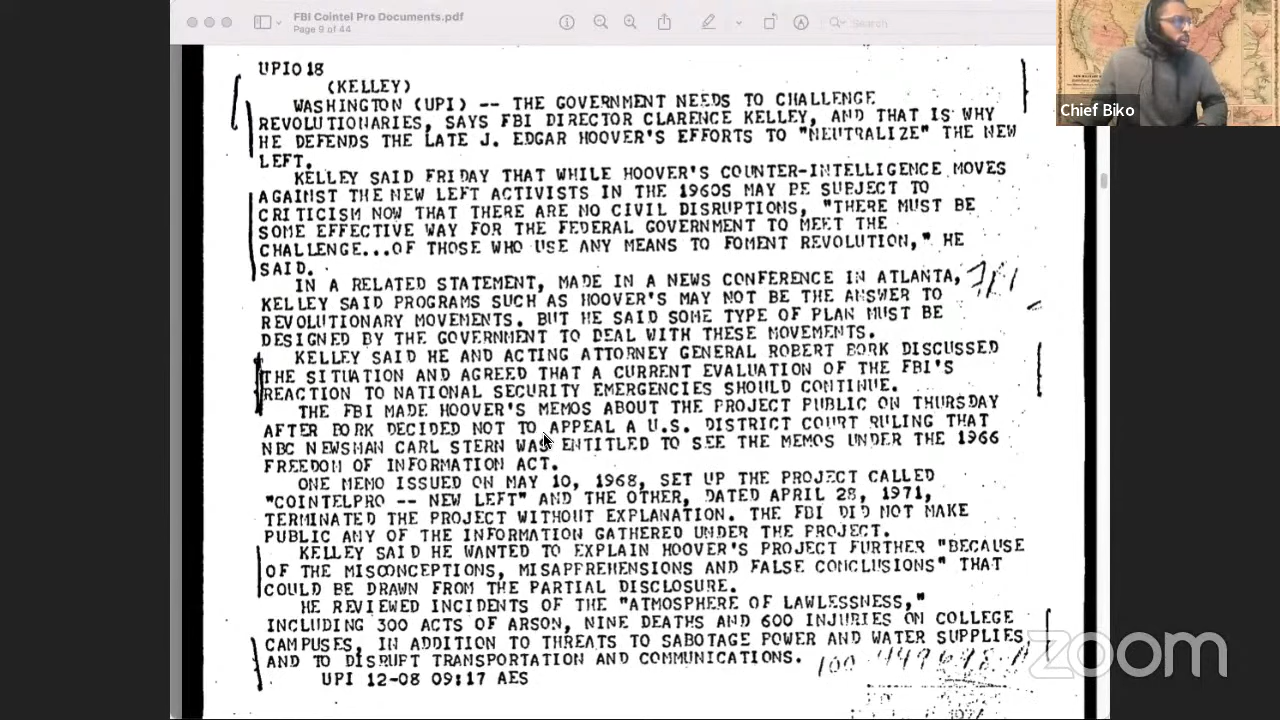 FBI Cointel Pro Documents.pdf
Page 9 of 44
Search
Chief Biko
UPI018
(KELLEY)
WASHINGTON (UPI) -- THE GOVERNMENT NEEDS TO CHALLENGE
REVOLUTIONARIES, SAYS FBI DIRECTOR CLARENCE KELLEY, AND THAT IS WHY
HE DEFENDS THE LATE J. EDGAR HOOVER'S EFFORTS TO "NEUTRALIZE" THE NEW
LEFT.
KELLEY SAID FRIDAY THAT WHILE HOOVER'S COUNTER-INTELLIGENCE MOVES
AGAINST THE NEW LEFT ACTIVISTS IN THE 1960S MAY BE SUBJECT TO
CRITICISM NOW THAT THERE ARE NO CIVIL DISRUPTIONS, "THERE MUST BE
SOME EFFECTIVE WAY FOR THE FEDERAL GOVERNMENT TO MEET THE
CHALLENGE...OF THOSE WHO USE ANY MEANS TO FOMENT REVOLUTION," HE
SAID.
IN A RELATED STATEMENT, MADE IN A NEWS CONFERENCE IN ATLANTA,
KELLEY SAID PROGRAMS SUCH AS HOOVER'S MAY NOT BE THE ANSWER TO
REVOLUTIONARY MOVEMENTS. BUT HE SAID SOME TYPE OF PLAN MUST BE
DESIGNED BY THE GOVERNMENT TO DEAL WITH THESE MOVEMENTS.
KELLEY SAID HE AND ACTING ATTORNEY GENERAL ROBERT BORK DISCUSSED
THE SITUATION AND AGREED THAT A CURRENT EVALUATION OF THE FBI'S
REACTION TO NATIONAL SECURITY EMERGENCIES SHOULD CONTINUE.
THE FBI MADE HOOVER'S MEMOS ABOUT THE PROJECT PUBLIC ON THURSDAY
AFTER BORK DECIDED NOT TO APPEAL A U.S. DISTRICT COURT RULING THAT
NBC NEWSMAN CARL STERN WAS ENTITLED TO SEE THE MEMOS UNDER THE 1966
FREEDOM OF INFORMATION ACT.
ONE MEMO ISSUED ON MAY 10, 1968, SET UP THE PROJECT CALLED
"COINTELPRO -- NEW LEFT" AND THE OTHER, DATED APRIL 28, 1971,
TERMINATED THE PROJECT WITHOUT EXPLANATION. THE FBI DID NOT MAKE
PUBLIC ANY OF THE INFORMATION GATHERED UNDER THE PROJECT.
KELLEY SAID HE WANTED TO EXPLAIN HOOVER'S PROJECT FURTHER "BECAUSE
OF THE MISCONCEPTIONS, MISAPPREHENSIONS AND FALSE CONCLUSIONS" THAT
COULD BE DRAWN FROM THE PARTIAL DISCLOSURE.
HE REVIEWED INCIDENTS OF THE "ATMOSPHERE OF LAWLESSNESS,"
INCLUDING 300 ACTS OF ARSON, NINE DEATHS AND 600 INJURIES ON COLLEGE
CAMPUSES, IN ADDITION TO THREATS TO SABOTAGE POWER AND WATER SUPPLIES
AND TO DISRUPT TRANSPORTATION AND COMMUNICATIONS.
UPI 12-08 09:17 AES
zoom